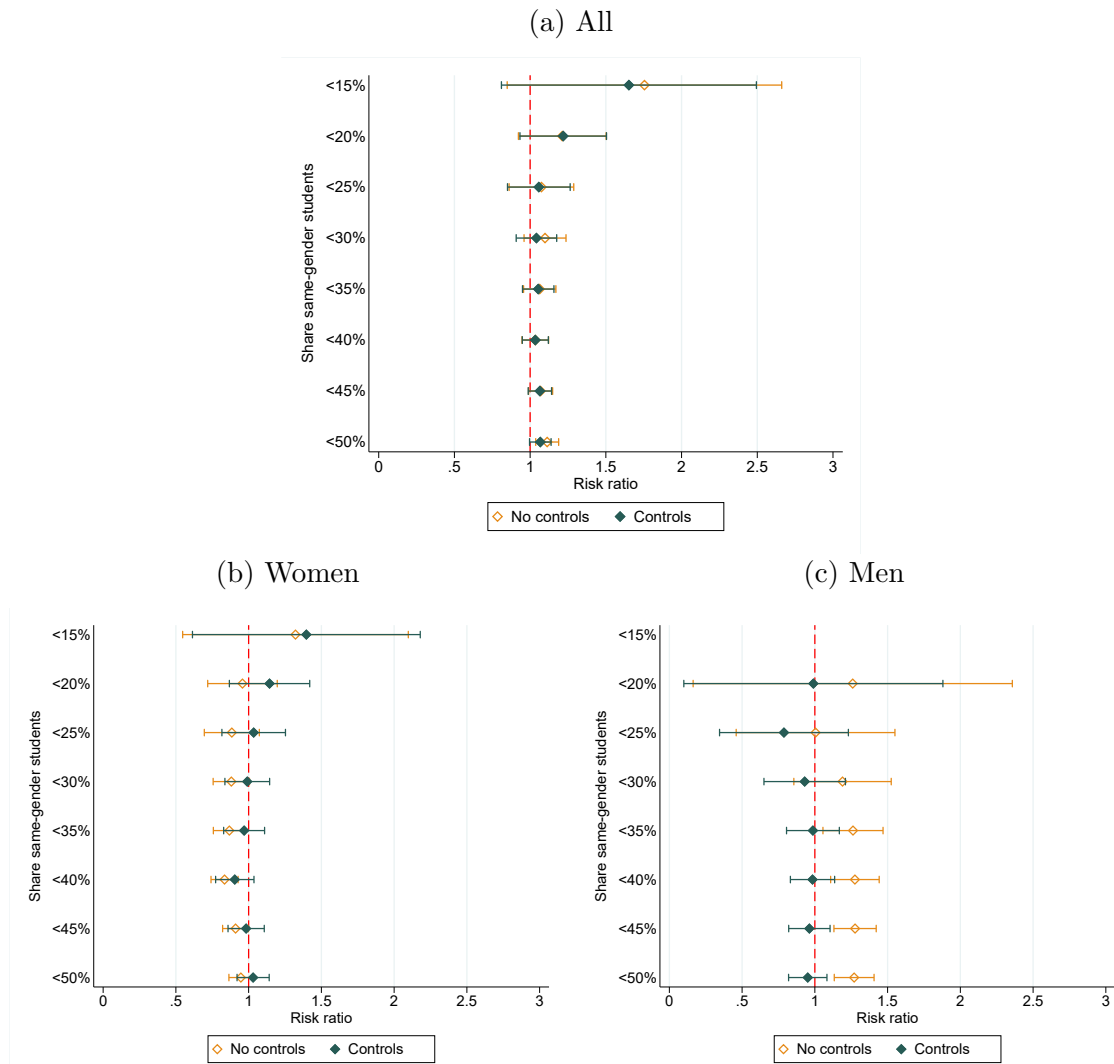 (a) All
Share same-gender students
<15%
<20%
<25%
<30%
<35%
<40%
<45%
<50%
0 .5 1 1.5 2 2.5 3
Risk ratio
No controls Controls
(b) Women
Share same-gender students
<15%
<20%
<25%
<30%
<35%
<40%
<45%
<50%
0 .5 1 1.5 2 2.5 3
Risk ratio
No controls Controls
(c) Men
Share same-gender students
<15%
<20%
<25%
<30%
<35%
<40%
<45%
<50%
0 .5 1 1.5 2 2.5 3
Risk ratio
No controls Controls